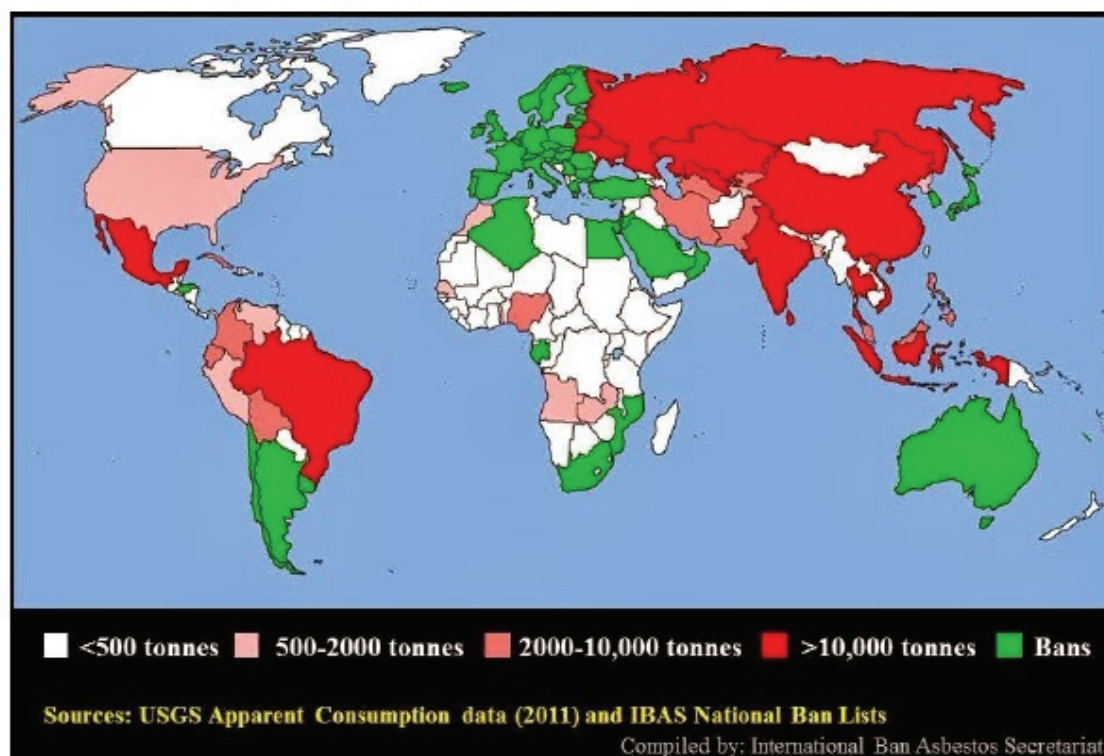 <500 tonnes 500-2000 tonnes 2000-10,000 tonnes >10,000 tonnes Bans
Sources: USGS Apparent Consumption data (2011) and IBAS National Ban Lists
Compiled by: International Ban Asbestos Secretariat